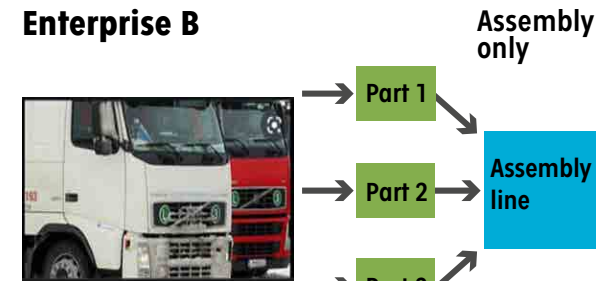 Enterprise B
Assembly
only
Part 1
Part 2
Assembly
line